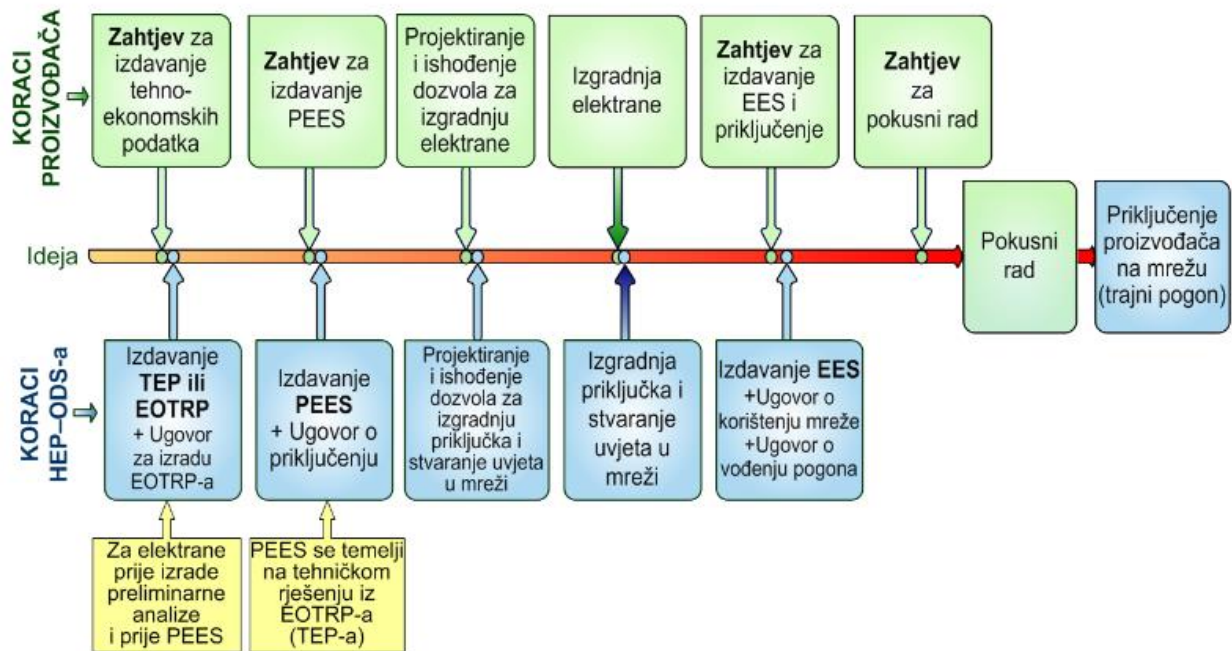 KORACI
PROIZVOĐAČA
Zahtjev za
izdavanje
tehno-
ekonomskih
podatka
Zahtjev za
izdavanje
PEES
Projektiranje
i ishođenje
dozvola za
izgradnju
elektrane
Izgradnja
elektrane
Zahtjev za
izdavanje
EES i
priključenje
Zahtjev
za
pokusni rad
Ideja
Pokusni
rad
Priključenje
proizvođača
na mrežu
(trajni pogon)
KORACI
HEP–ODS-a
Izdavanje
TEP ili
EOTRP
+ Ugovor
za izradu
EOTRP-a
Izdavanje
PEES
+ Ugovor o
priključenju
Projektiranje
i ishođenje
dozvola za
izgradnju
priključka i
stvaranje uvjeta
u mreži
Izgradnja
priključka i
stvaranje
uvjeta u
mreži
Izdavanje EES
+Ugovor o
korištenju mreže
+Ugovor o
vođenju pogona
Za elektrane
prije izrade
preliminarne
analize
i prije PEES
PEES se temelji
na tehničkom
rješenju iz
EOTRP-a
(TEP-a)